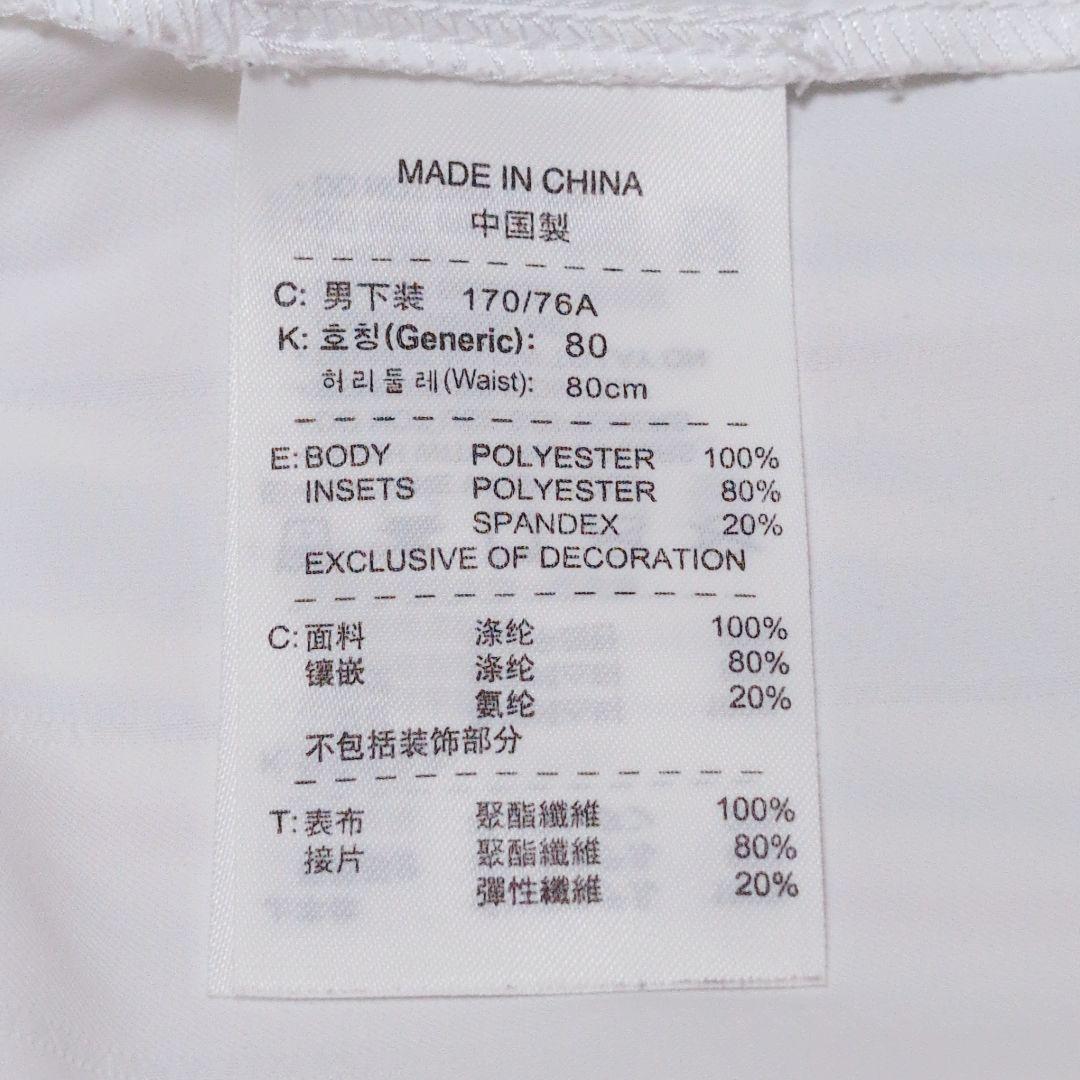 MADE IN CHINA
中国製
C: 男下装 170/76A
K: 호칭(Generic): 80
허리둘레(Waist): 80cm
E: BODY POLYESTER 100%
INSETS POLYESTER 80%
SPANDEX 20%
EXCLUSIVE OF DECORATION
C: 面料 涤纶 100%
镶嵌 涤纶 80%
氨纶 20%
不包括装饰部分
T: 表布 聚酯纖維 100%
接片 聚酯纖維 80%
彈性纖維 20%